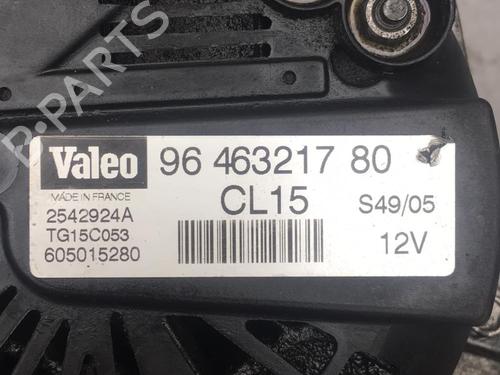 B-PARTS
Valeo 96 463217 80
MADE IN FRANCE
CL15 S49/05
2542924A
TG15C053 12V
605015280